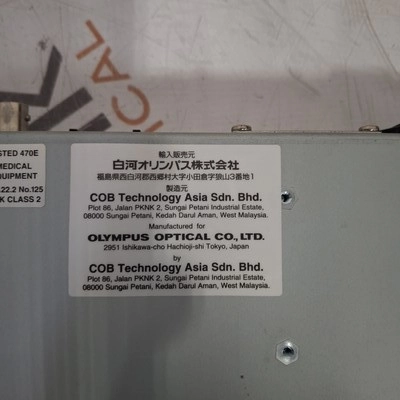 STED 470E
MEDICAL
QUIPMENT
.22.2 No.125
K CLASS 2
輸入販売元
白河オリンパス株式会社
福島県西白河郡西郷村大字小田倉字狼山3番地1
製造元
COB Technology Asia Sdn. Bhd.
Plot 86, Jalan PKNK 2, Sungai Petani Industrial Estate,
08000 Sungai Petani, Kedah Darul Aman, West Malaysia.
Manufactured for
OLYMPUS OPTICAL CO., LTD.
2951 Ishikawa-cho Hachioji-shi Tokyo, Japan
by
COB Technology Asia Sdn. Bhd.
Plot 86, Jalan PKNK 2, Sungai Petani Industrial Estate,
08000 Sungai Petani, Kedah Darul Aman, West Malaysia.